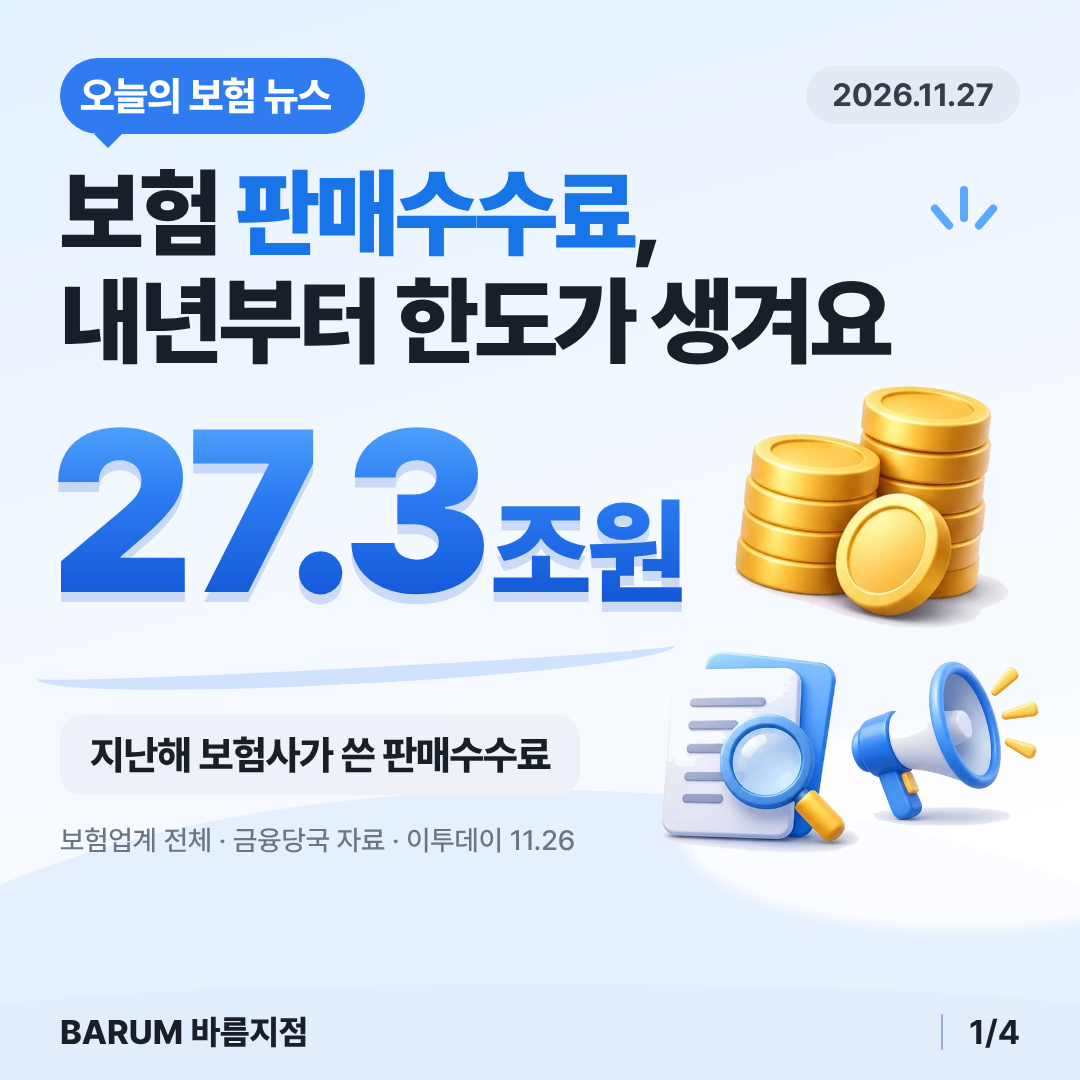 오늘의 보험 뉴스
2026.11.27
보험 판매수수료,
내년부터 한도가 생겨요
27.3조원
지난해 보험사가 쓴 판매수수료
보험업계 전체 · 금융당국 자료 · 이투데이 11.26
BARUM 바름지점
1/4